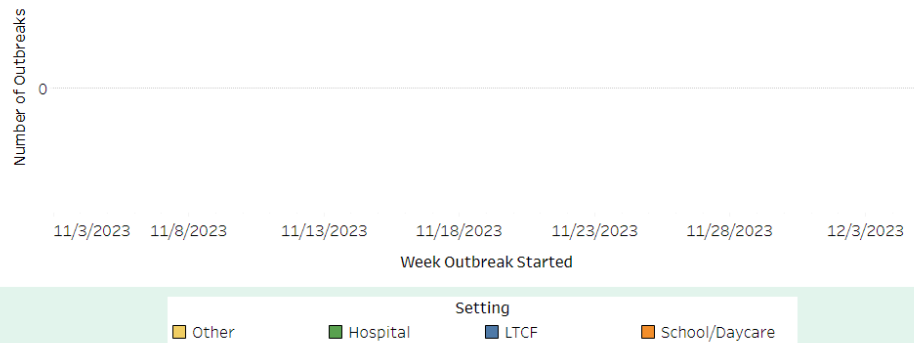 Number of Outbreaks
0
11/3/2023 11/8/2023 11/13/2023 11/18/2023 11/23/2023 11/28/2023 12/3/2023
Week Outbreak Started
Setting
Other Hospital LTCF School/Daycare